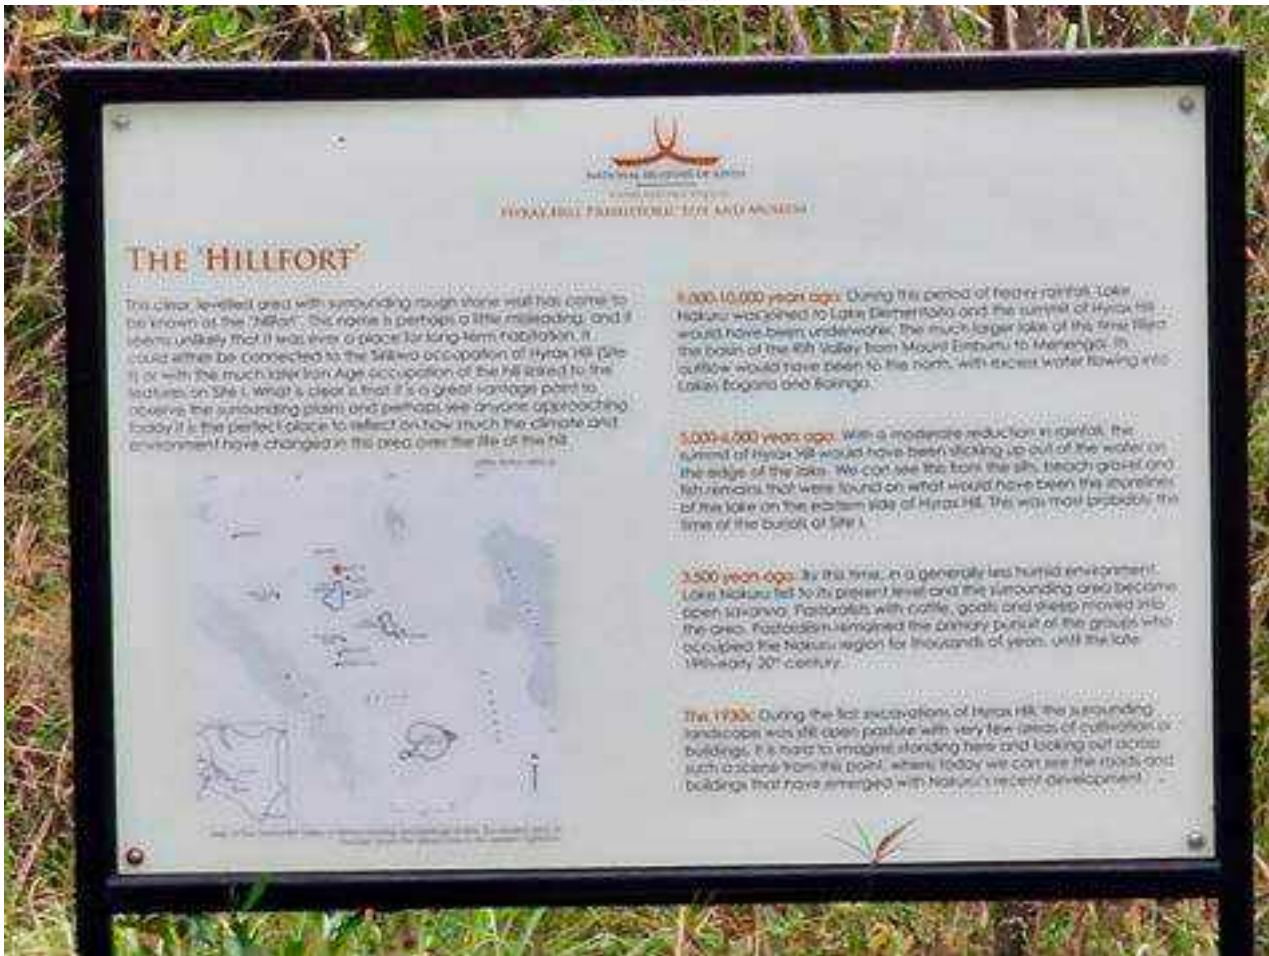 NATIONAL MUSEUMS OF KENYA
HYRAX HILL PREHISTORIC SITE AND MUSEUM
THE 'HILLFORT'
This clear, levelled area with surrounding rough stone wall has come to
be known as the 'hillfort'. This name is perhaps a little misleading, and it
seems unlikely that it was ever a place for long-term habitation. It
could either be connected to the Sirikwa occupation of Hyrax Hill (Site
or with the much later Iron Age occupation of the hill linked to the
features on Site I. What is clear is that it is a great vantage point to
observe the surrounding plains and perhaps see anyone approaching.
Today it is the perfect place to reflect on how much the climate and
environment have changed in this area over the life of the hill.
9,000-10,000 years ago: During this period of heavy rainfall, Lake
Nakuru was joined to Lake Elementaita and the summit of Hyrax Hill
would have been underwater. The much larger lake of this time filled
the basin of the Rift Valley from Mount Eburru to Menengai. Its
outflow would have been to the north, with excess water flowing into
Lakes Bogoria and Baringo.
5,000-6,000 years ago: With a moderate reduction in rainfall, the
summit of Hyrax Hill would have been sticking up out of the water on
the edge of the lake. We can see this from the silts, beach gravel and
fish remains that were found on what would have been the shorelines
of this lake on the eastern side of Hyrax Hill. This was most probably the
time of the burials at Site I.
3,500 years ago: By this time, in a generally less humid environment,
Lake Nakuru fell to its present level and the surrounding area became
open savanna. Pastoralists with cattle, goats and sheep moved into
the area. Pastoralism remained the primary pursuit of the groups who
occupied the Nakuru region for thousands of years, until the late
19th-early 20th century.
The 1930s: During the first excavations of Hyrax Hill, the surrounding
landscape was still open pasture with very few areas of cultivation or
buildings. It is hard to imagine standing here and looking out across
such a scene from this point, where today we can see the roads and
buildings that have emerged with Nakuru's recent development.